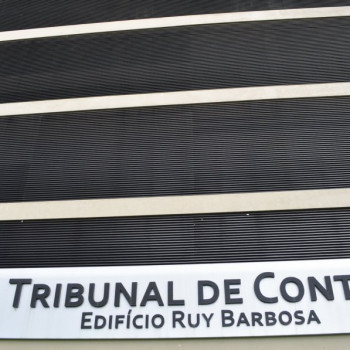 TRIBUNAL DE CONT
EDIFÍCIO RUY BARBOSA